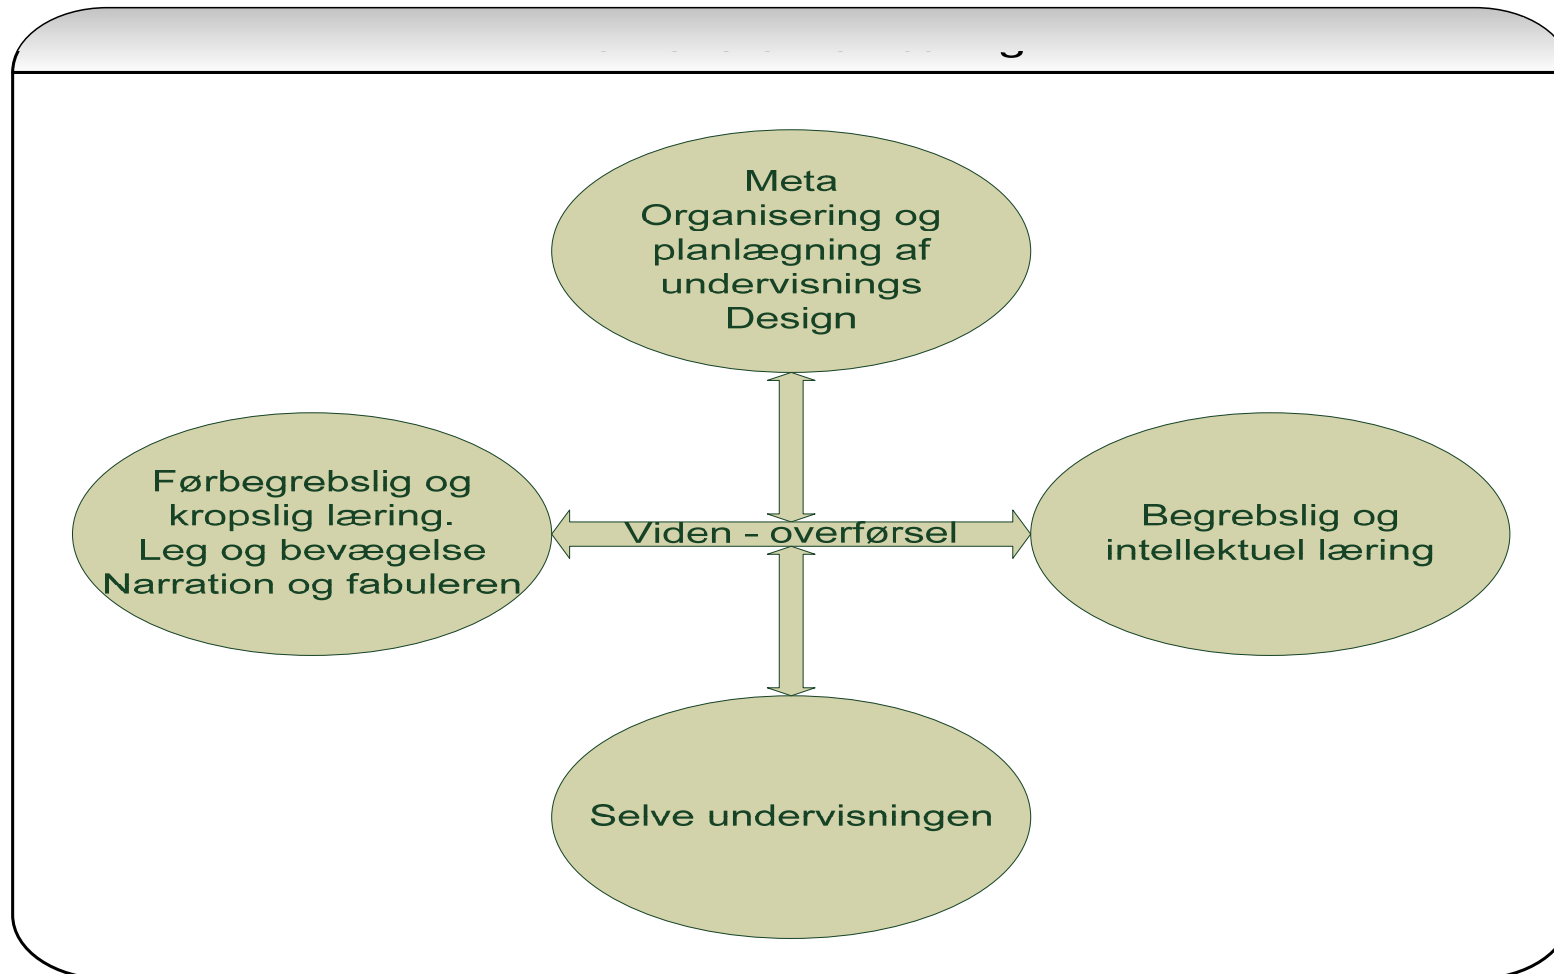 Meta
Organisering og
planlægning af
undervisnings
Design
Førbegrebslig og
kropslig læring.
Leg og bevægelse
Narration og fabuleren
Viden - overførsel
Begrebslig og
intellektuel læring
Selve undervisningen